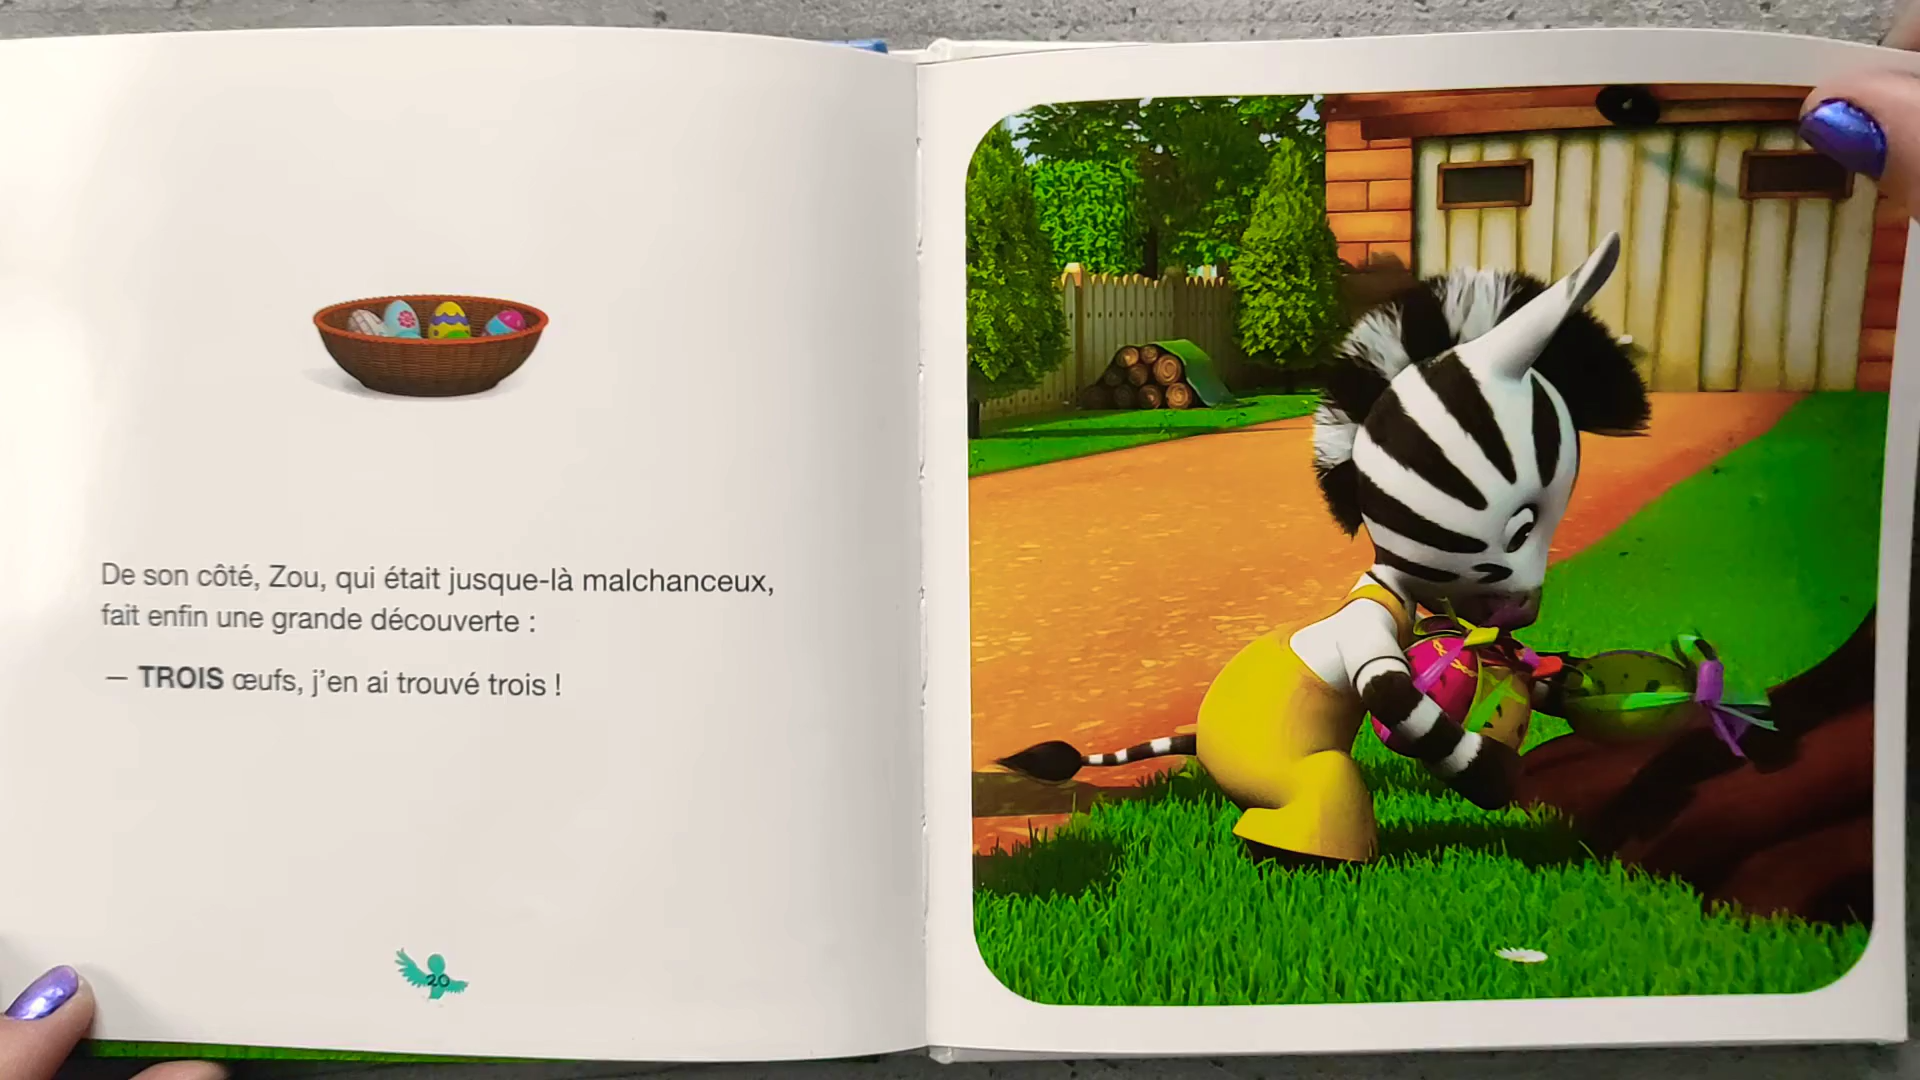 De son côté, Zou, qui était jusque-là malchanceux,
fait enfin une grande découverte :
— TROIS œufs, j’en ai trouvé trois !
20